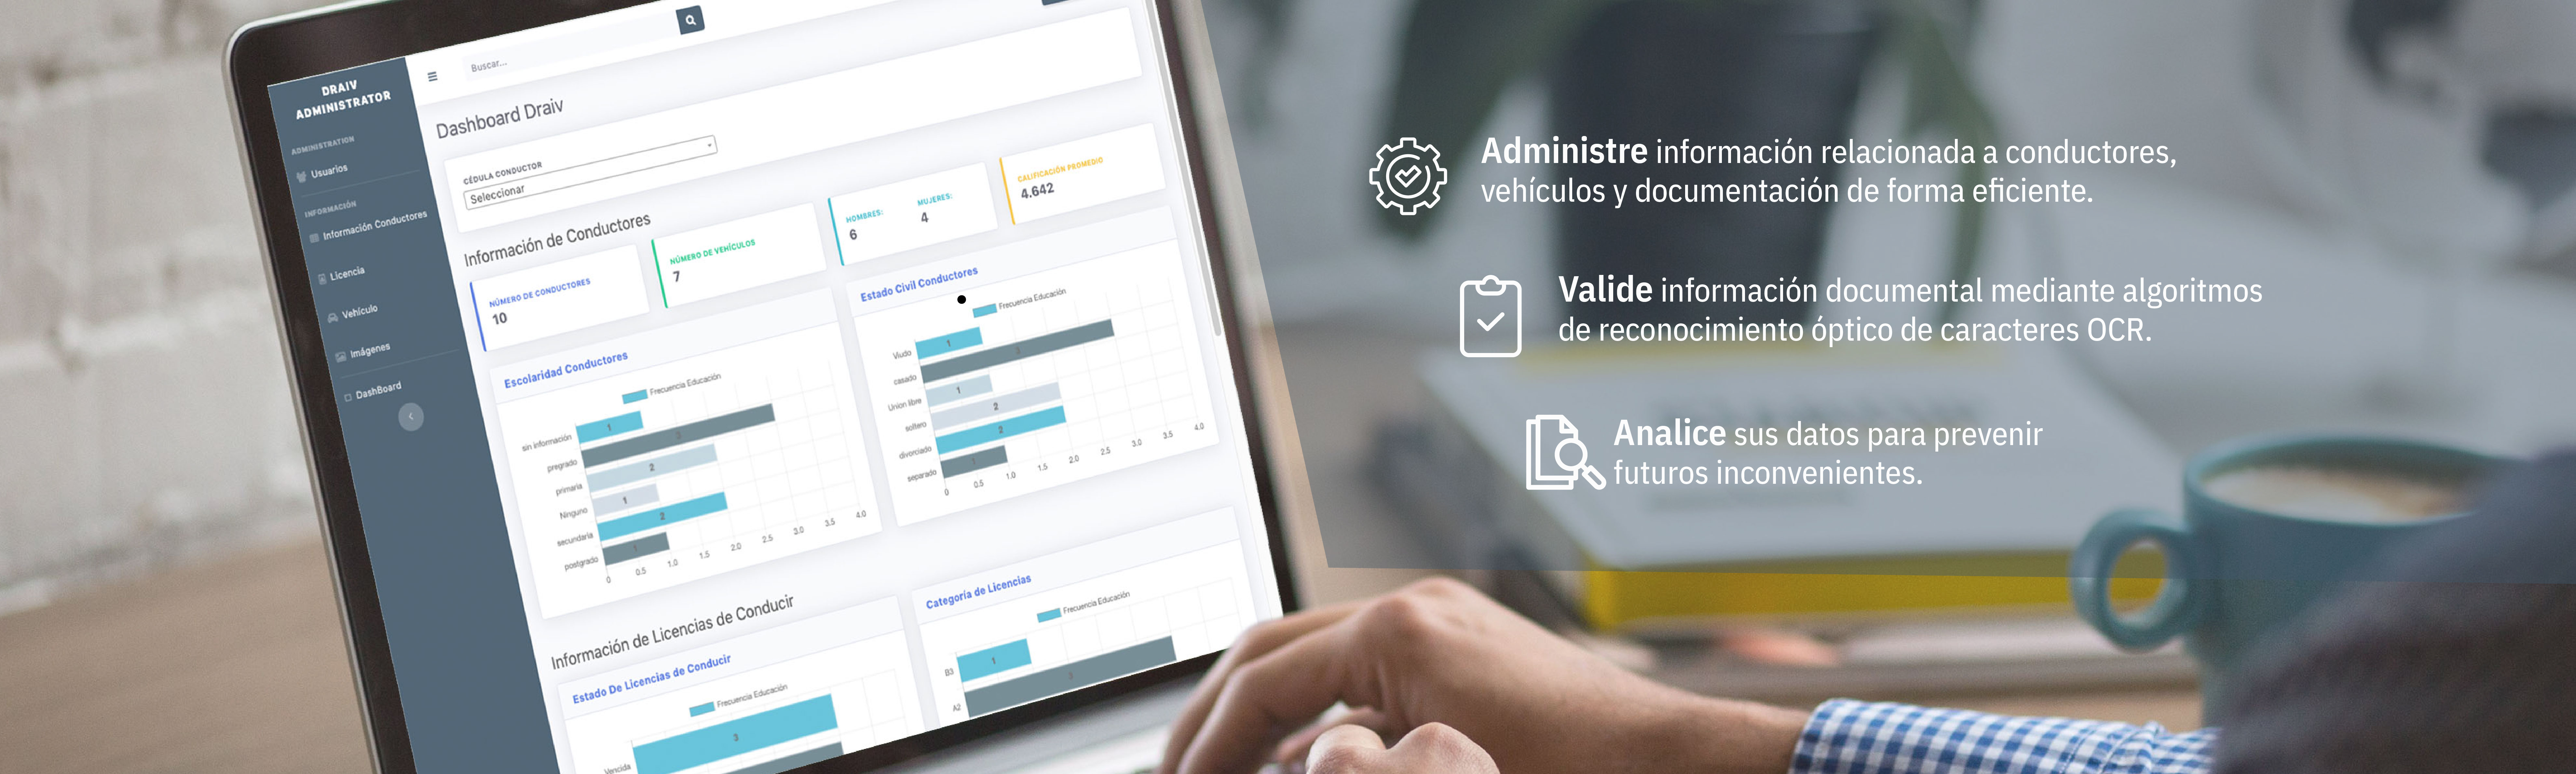 DRAIV
ADMINISTRATOR
ADMINISTRATION
Usuarios
INFORMACIÓN
Información Conductores
Licencia
Vehículo
Imágenes
DashBoard
Buscar...
Dashboard Draiv
CÉDULA CONDUCTOR
Seleccionar
Información de Conductores
NÚMERO DE CONDUCTORES
10
NÚMERO DE VEHÍCULOS
7
HOMBRES:
6
MUJERES:
4
CALIFICACIÓN PROMEDIO
4.642
Escolaridad Conductores
Frecuencia Educación
sin información
1
pregrado
3
primaria
2
Ninguno
1
secundaria
2
postgrado
1
0 0.5 1.0 1.5 2.0 2.5 3.0 3.5 4.0
Estado Civil Conductores
Frecuencia Educación
Viudo
1
casado
3
Union libre
1
soltero
2
divorciado
2
separado
1
0 0.5 1.0 1.5 2.0 2.5 3.0 3.5 4.0
Información de Licencias de Conducir
Estado De Licencias de Conducir
Frecuencia Educación
Vencida
3
Categoría de Licencias
Frecuencia Educación
B3
1
A2
3
Administre información relacionada a conductores,
vehículos y documentación de forma eficiente.
Valide información documental mediante algoritmos
de reconocimiento óptico de caracteres OCR.
Analice sus datos para prevenir
futuros inconvenientes.